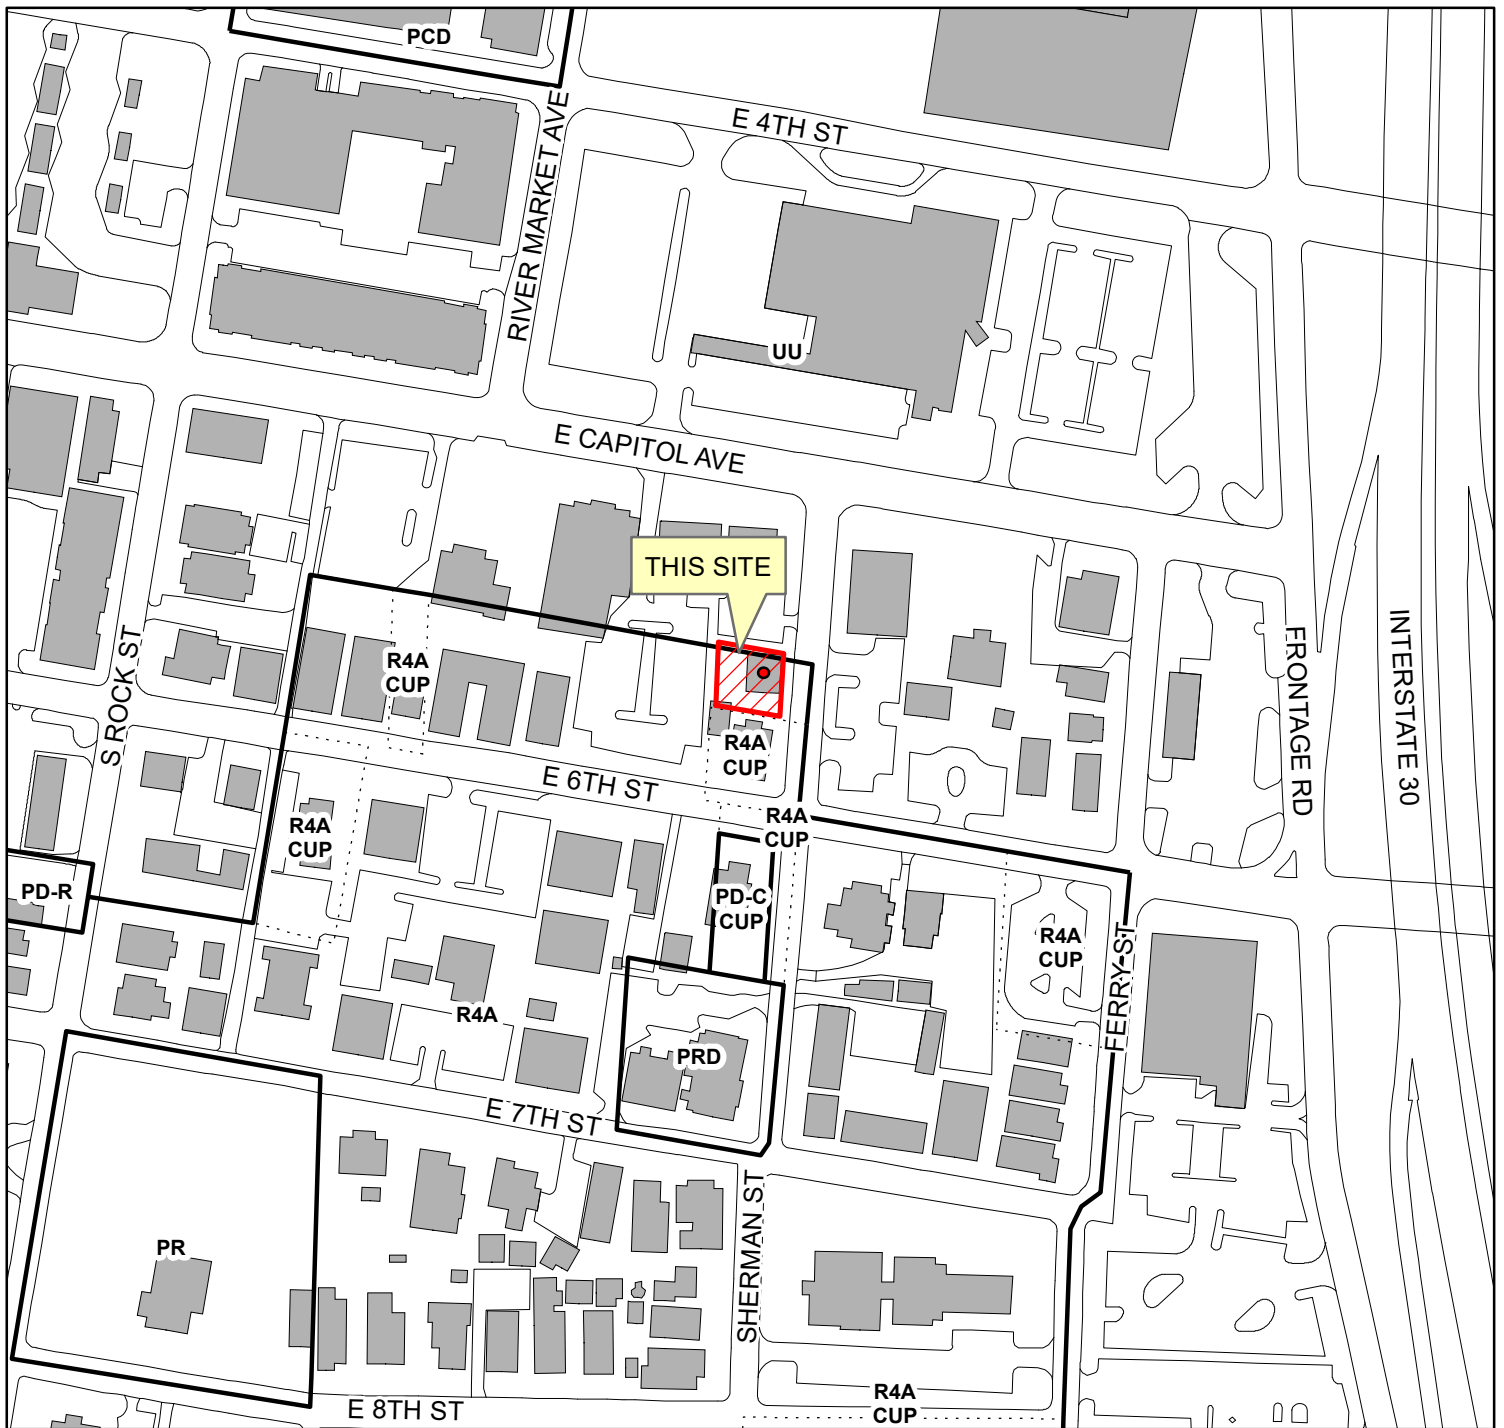 PCD
E 4TH ST
RIVER MARKET AVE
UU
E CAPITOL AVE
THIS SITE
S ROCK ST
R4A
CUP
R4A
CUP
E 6TH ST
FRONTAGE RD
INTERSTATE 30
R4A
CUP
R4A
CUP
PD-R
PD-C
CUP
R4A
CUP
FERRY ST
R4A
PRD
E 7TH ST
SHERMAN ST
PR
R4A
CUP
E 8TH ST